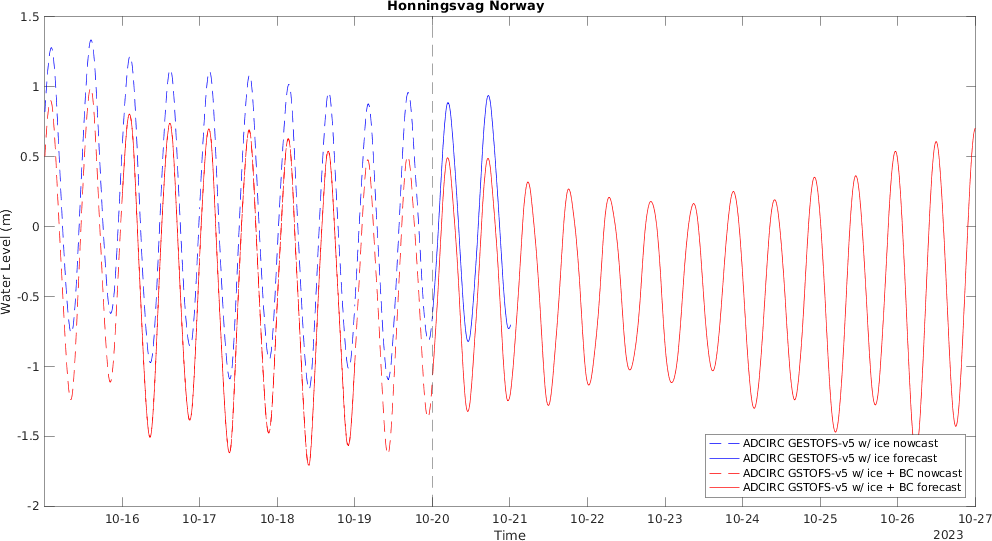 Honningsvag Norway
Water Level (m)
1.5
1
0.5
0
-0.5
-1
-1.5
-2
ADCIRC GESTOFS-v5 w/ ice nowcast
ADCIRC GESTOFS-v5 w/ ice forecast
ADCIRC GSTOFS-v5 w/ ice + BC nowcast
ADCIRC GSTOFS-v5 w/ ice + BC forecast
10-16 10-17 10-18 10-19 10-20 10-21 10-22 10-23 10-24 10-25 10-26 10-27
Time
2023